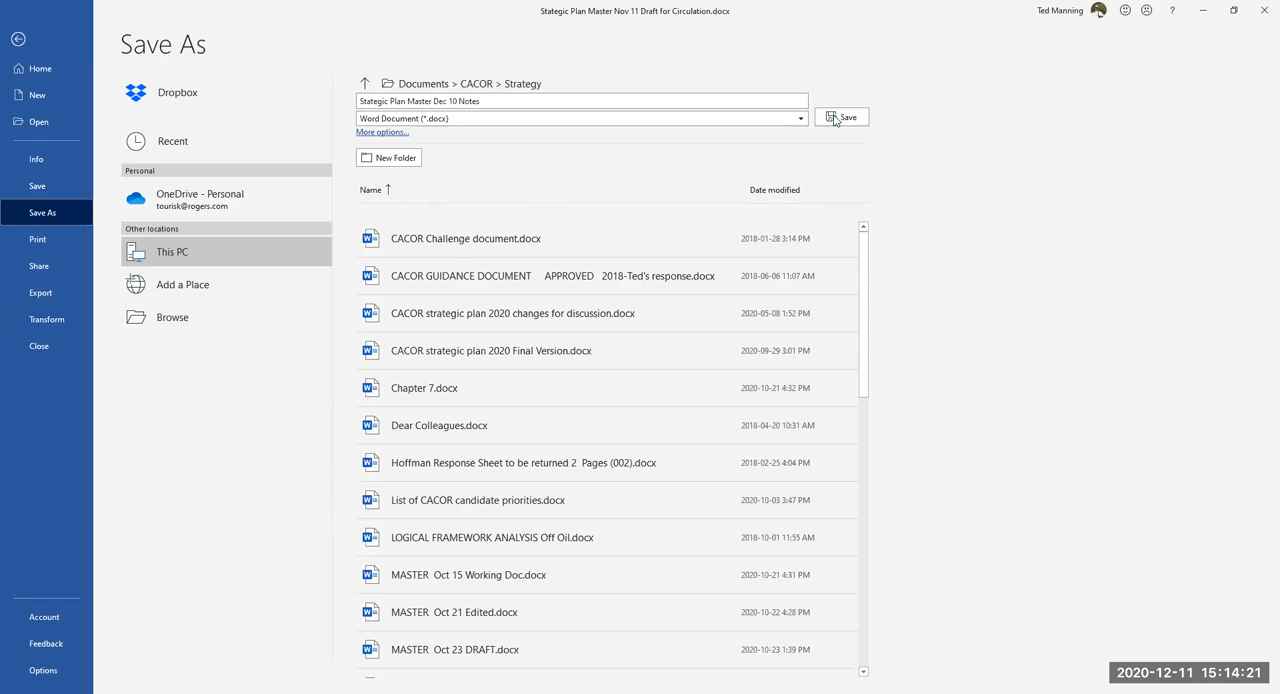 Stategic Plan Master Nov 11 Draft for Circulation.docx
Ted Manning
?
Save As
Home
New
Open
Info
Save
Save As
Print
Share
Export
Transform
Close
Account
Feedback
Options
Dropbox
Recent
Personal
OneDrive - Personal
tourisk@rogers.com
Other locations
This PC
Add a Place
Browse
Documents > CACOR > Strategy
Stategic Plan Master Dec 10 Notes
Word Document (*.docx)
Save
More options...
New Folder
Name Date modified
CACOR Challenge document.docx 2018-01-28 3:14 PM
CACOR GUIDANCE DOCUMENT APPROVED 2018-Ted's response.docx 2018-06-06 11:07 AM
CACOR strategic plan 2020 changes for discussion.docx 2020-05-08 1:52 PM
CACOR strategic plan 2020 Final Version.docx 2020-09-29 3:01 PM
Chapter 7.docx 2020-10-21 4:32 PM
Dear Colleagues.docx 2018-04-20 10:31 AM
Hoffman Response Sheet to be returned 2 Pages (002).docx 2018-02-25 4:04 PM
List of CACOR candidate priorities.docx 2020-10-03 3:47 PM
LOGICAL FRAMEWORK ANALYSIS Off Oil.docx 2018-10-01 11:55 AM
MASTER Oct 15 Working Doc.docx 2020-10-21 4:31 PM
MASTER Oct 21 Edited.docx 2020-10-22 4:28 PM
MASTER Oct 23 DRAFT.docx 2020-10-23 1:39 PM
2020-12-11 15:14:21